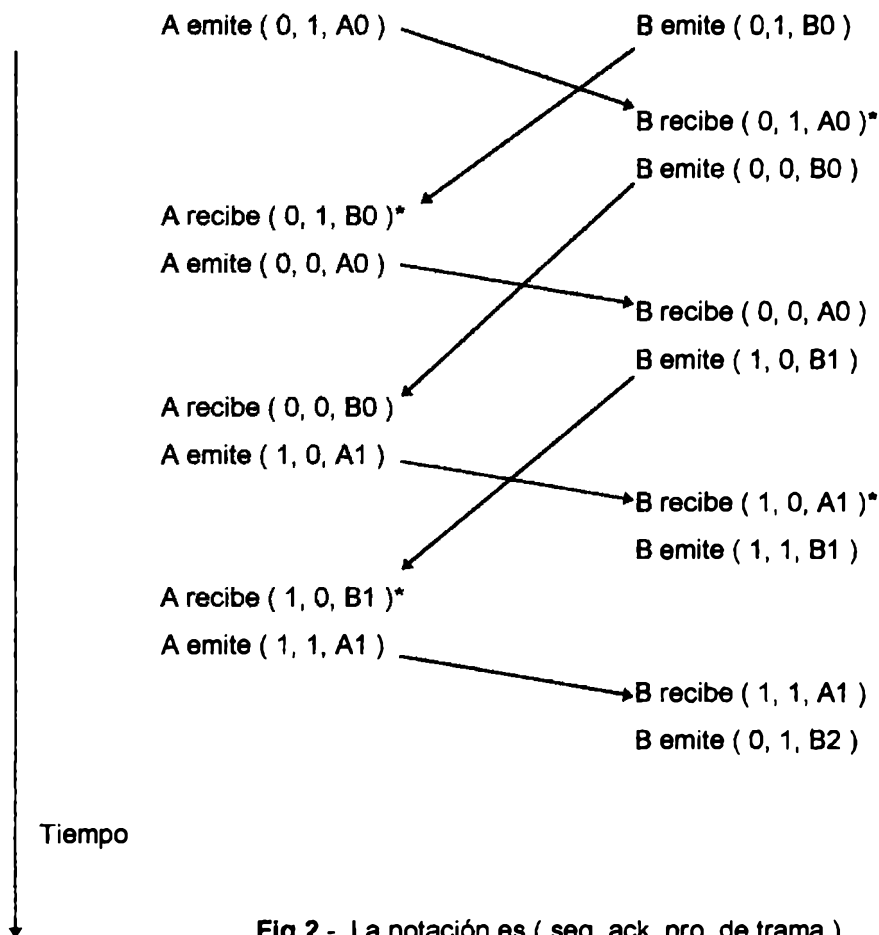 A emite ( 0, 1, A0 )
B emite ( 0,1, B0 )
B recibe ( 0, 1, A0 )*
B emite ( 0, 0, B0 )
A recibe ( 0, 1, B0 )*
A emite ( 0, 0, A0 )
B recibe ( 0, 0, A0 )
B emite ( 1, 0, B1 )
A recibe ( 0, 0, B0 )
A emite ( 1, 0, A1 )
B recibe ( 1, 0, A1 )*
B emite ( 1, 1, B1 )
A recibe ( 1, 0, B1 )*
A emite ( 1, 1, A1 )
B recibe ( 1, 1, A1 )
B emite ( 0, 1, B2 )
Tiempo
Fig 2 - La notación es ( seq, ack, nro. de trama )